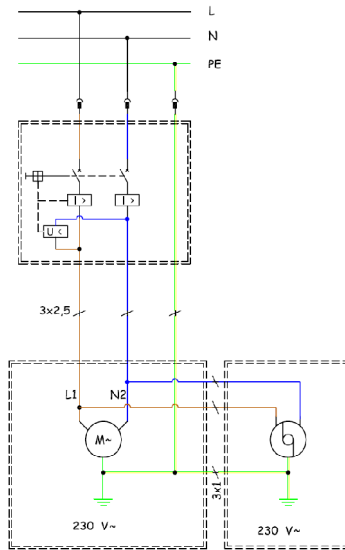 L
N
PE
I > I >
U <
3x2,5
L1 N2
M~
3x1
230 V~
230 V~